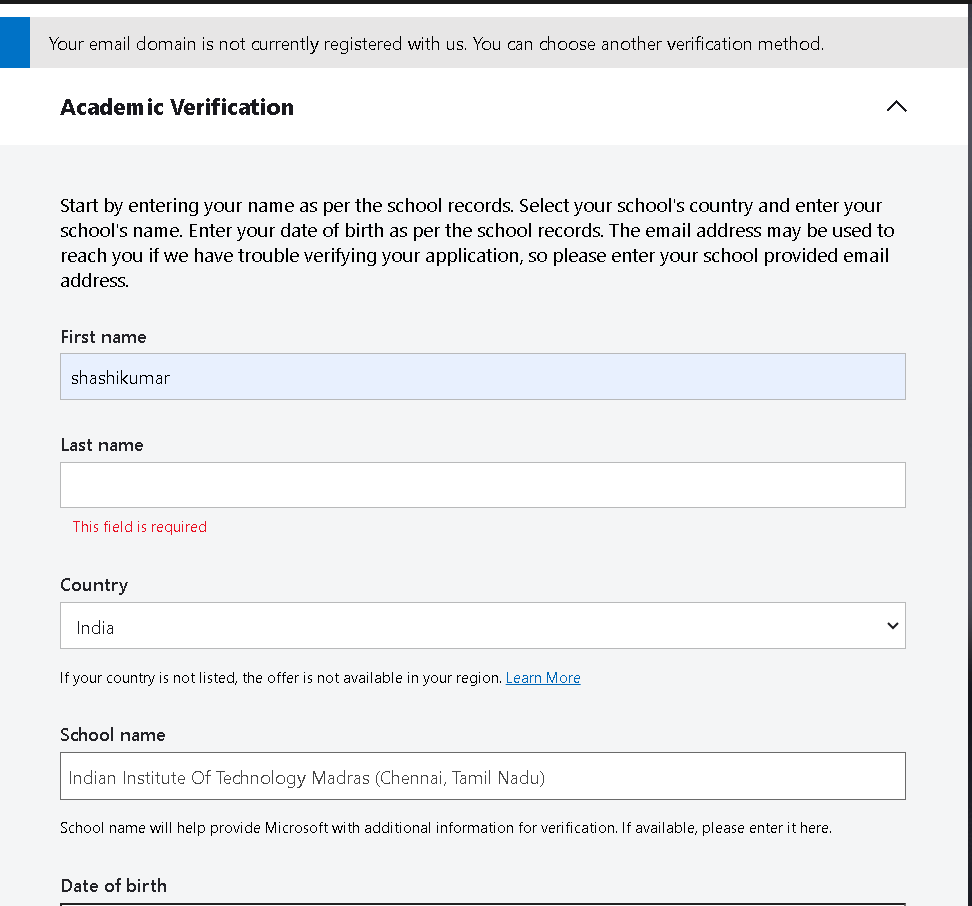 Your email domain is not currently registered with us. You can choose another verification method.
Academic Verification
Start by entering your name as per the school records. Select your school's country and enter your
school's name. Enter your date of birth as per the school records. The email address may be used to
reach you if we have trouble verifying your application, so please enter your school provided email
address.
First name
shashikumar
Last name
This field is required
Country
India
If your country is not listed, the offer is not available in your region. Learn More
School name
Indian Institute Of Technology Madras (Chennai, Tamil Nadu)
School name will help provide Microsoft with additional information for verification. If available, please enter it here.
Date of birth